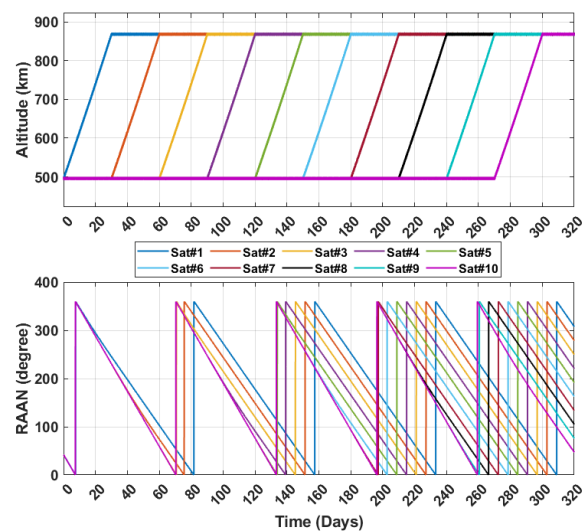 900
800
700
600
500
Altitude (km)
0 20 40 60 80 100 120 140 160 180 200 220 240 260 280 300 320
Sat#1 Sat#2 Sat#3 Sat#4 Sat#5
Sat#6 Sat#7 Sat#8 Sat#9 Sat#10
400
300
200
100
0
RAAN (degree)
0 20 40 60 80 100 120 140 160 180 200 220 240 260 280 300 320
Time (Days)